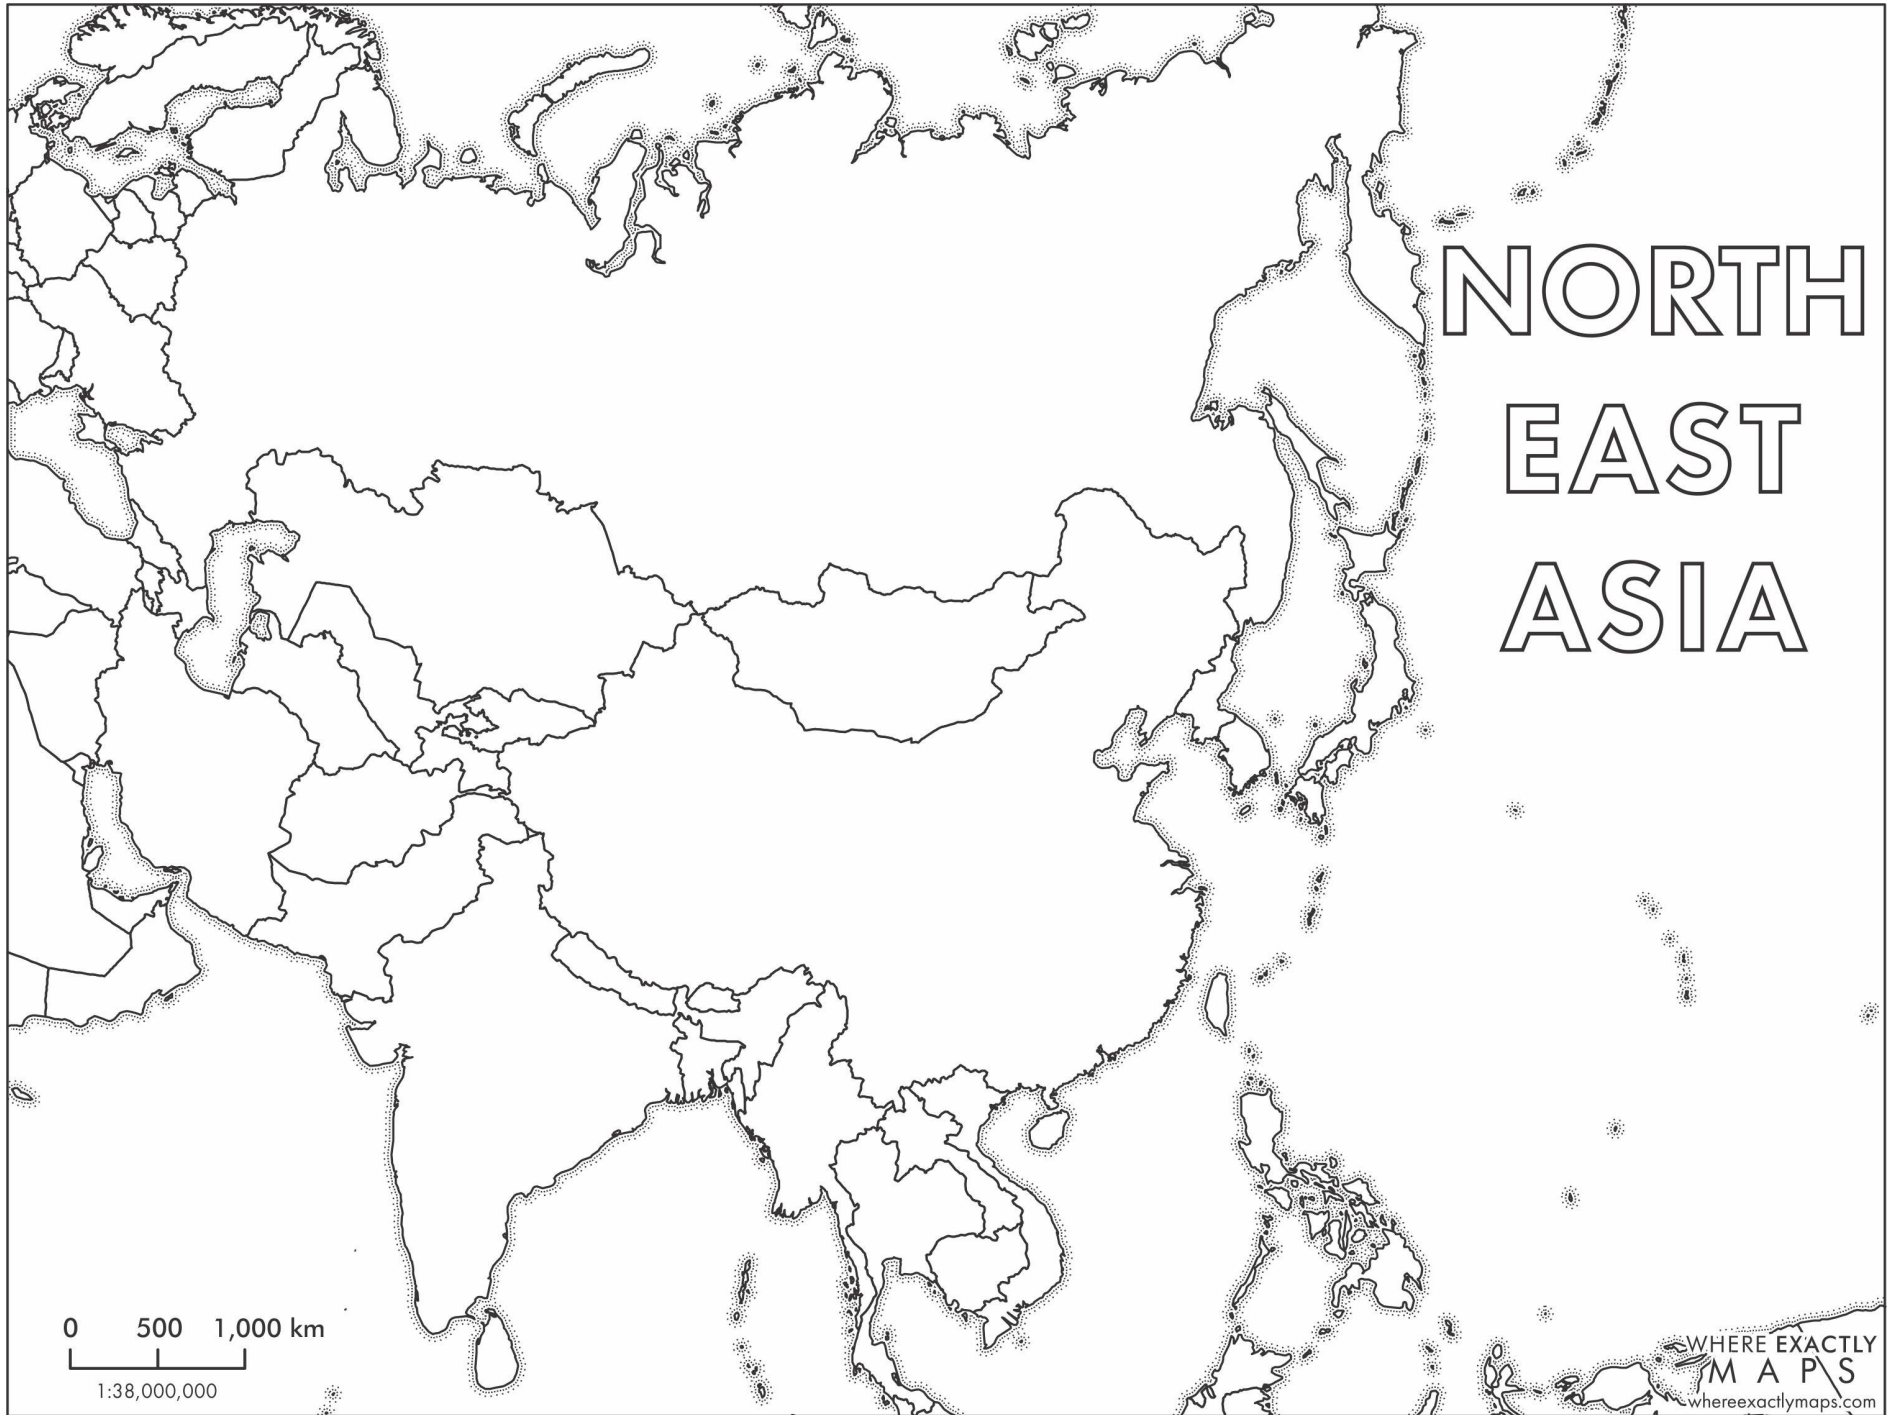 NORTH
EAST
ASIA
0 500 1,000 km
1:38,000,000
WHERE EXACTLY
MAPS
whereexactlymaps.com